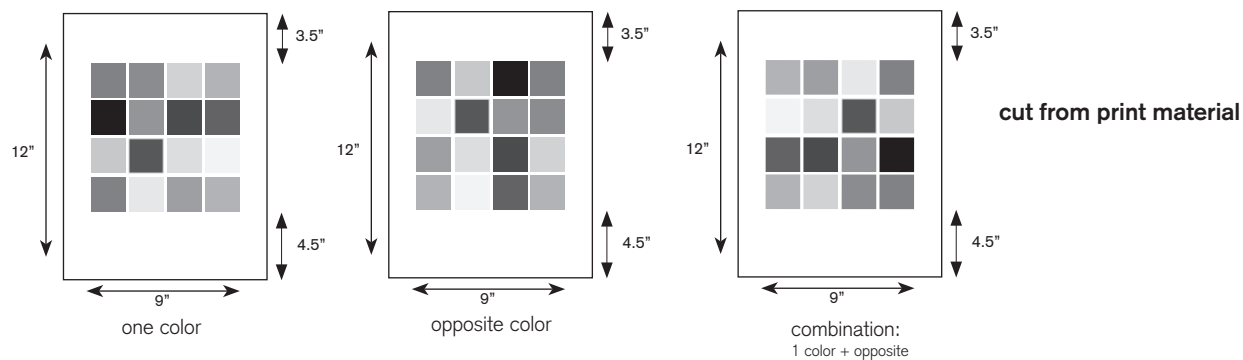 3.5”
12”
4.5”
9”
one color
3.5”
12”
4.5”
9”
opposite color
3.5”
12”
4.5”
9”
combination:
1 color + opposite
cut from print material